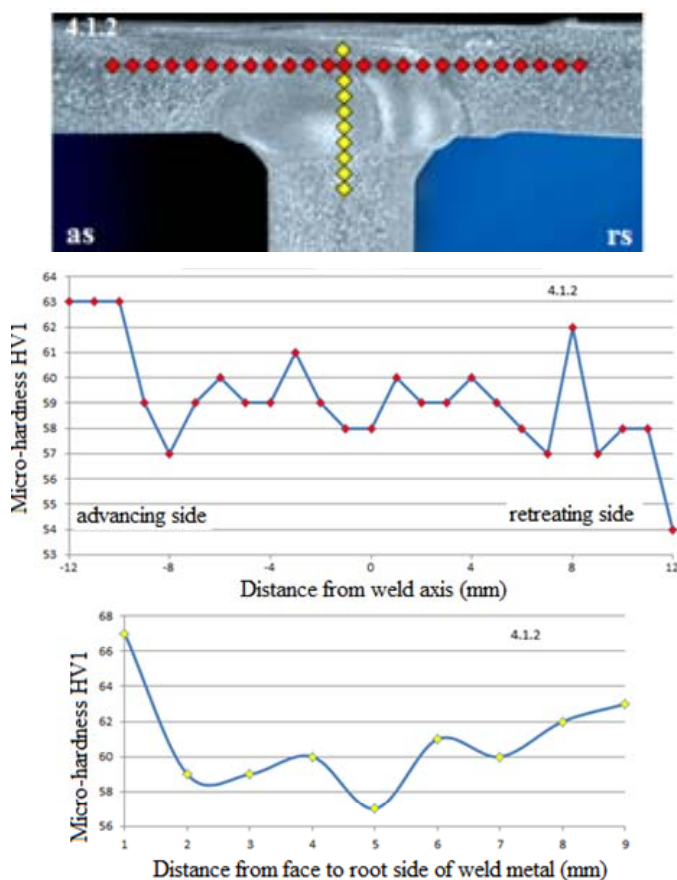 4.1.2
as rs
64
63
62
61
60
59
58
57
56
55
54
53
4.1.2
Micro-hardness HV1
advancing side retreating side
-12 -8 -4 0 4 8 12
Distance from weld axis (mm)
68
66
64
62
60
58
56
4.1.2
Micro-hardness HV1
1 2 3 4 5 6 7 8 9
Distance from face to root side of weld metal (mm)